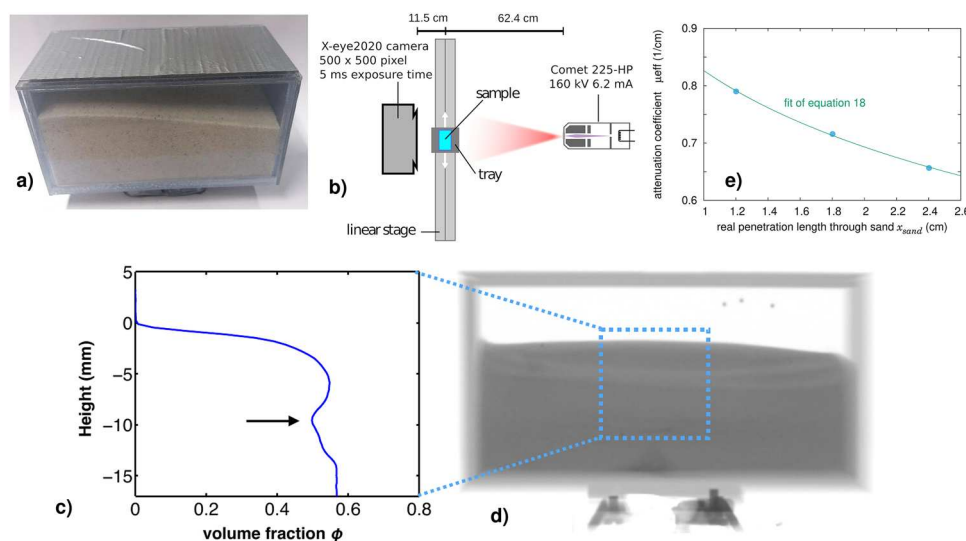 a)
11.5 cm
62.4 cm
X-eye2020 camera
500 x 500 pixel
5 ms exposure time
Comet 225-HP
160 kV 6.2 mA
sample
tray
linear stage
b)
0.9
0.8
0.7
0.6
attenuation coefficient μeff (1/cm)
fit of equation 18
e)
1
1.2
1.4
1.6
1.8
2
2.2
2.4
2.6
real penetration length through sand xsand (cm)
5
0
−5
−10
−15
Height (mm)
0
0.2
0.4
0.6
0.8
volume fraction ϕ
c)
d)